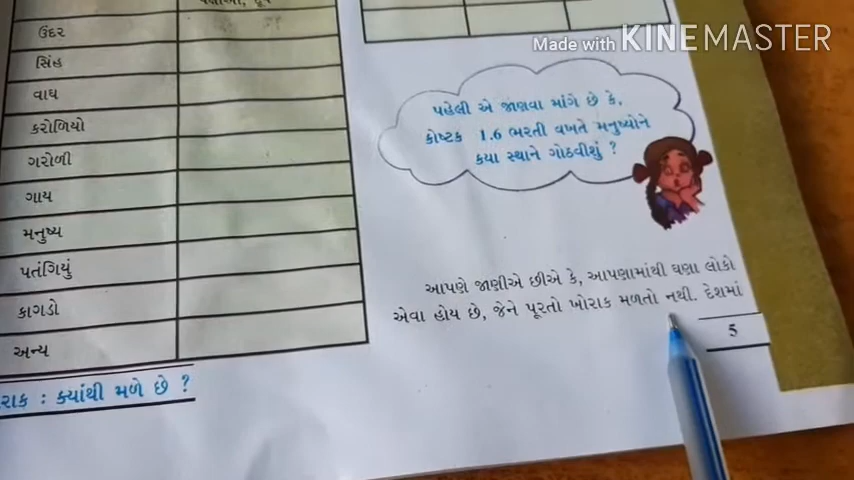 ઉંદર
સિંહ
વાઘ
કરોળિયો
ગરોળી
ગાય
મનુષ્ય
પતંગિયું
કાગડો
અન્ય
રાક : ક્યાંથી મળે છે ?
Made with KINEMASTER
પહેલી એ જાણવા માંગે છે કે,
કોષ્ટક 1.6 ભરતી વખતે મનુષ્યોને
કયા સ્થાને ગોઠવીશું ?
આપણે જાણીએ છીએ કે, આપણામાંથી ઘણા લોકો
એવા હોય છે, જેને પૂરતો ખોરાક મળતો નથી. દેશમાં
5